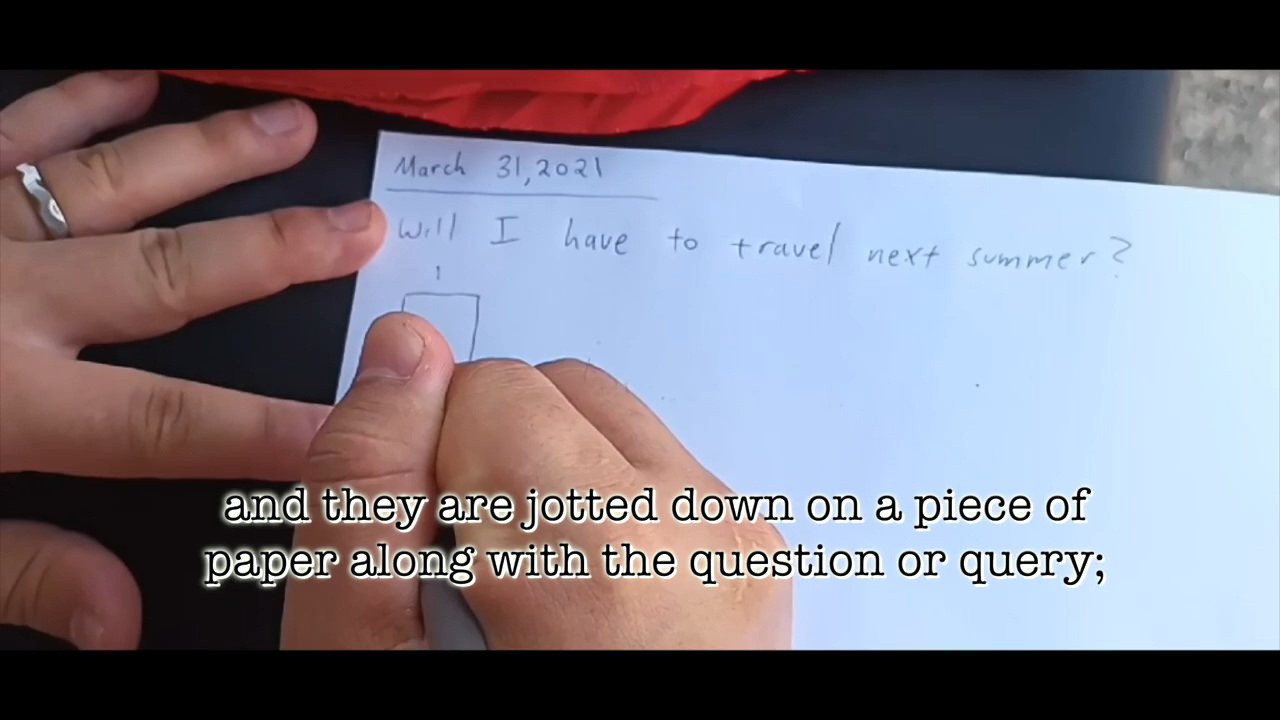 March 31, 2021
Will I have to travel next summer?
1
and they are jotted down on a piece of
paper along with the question or query;